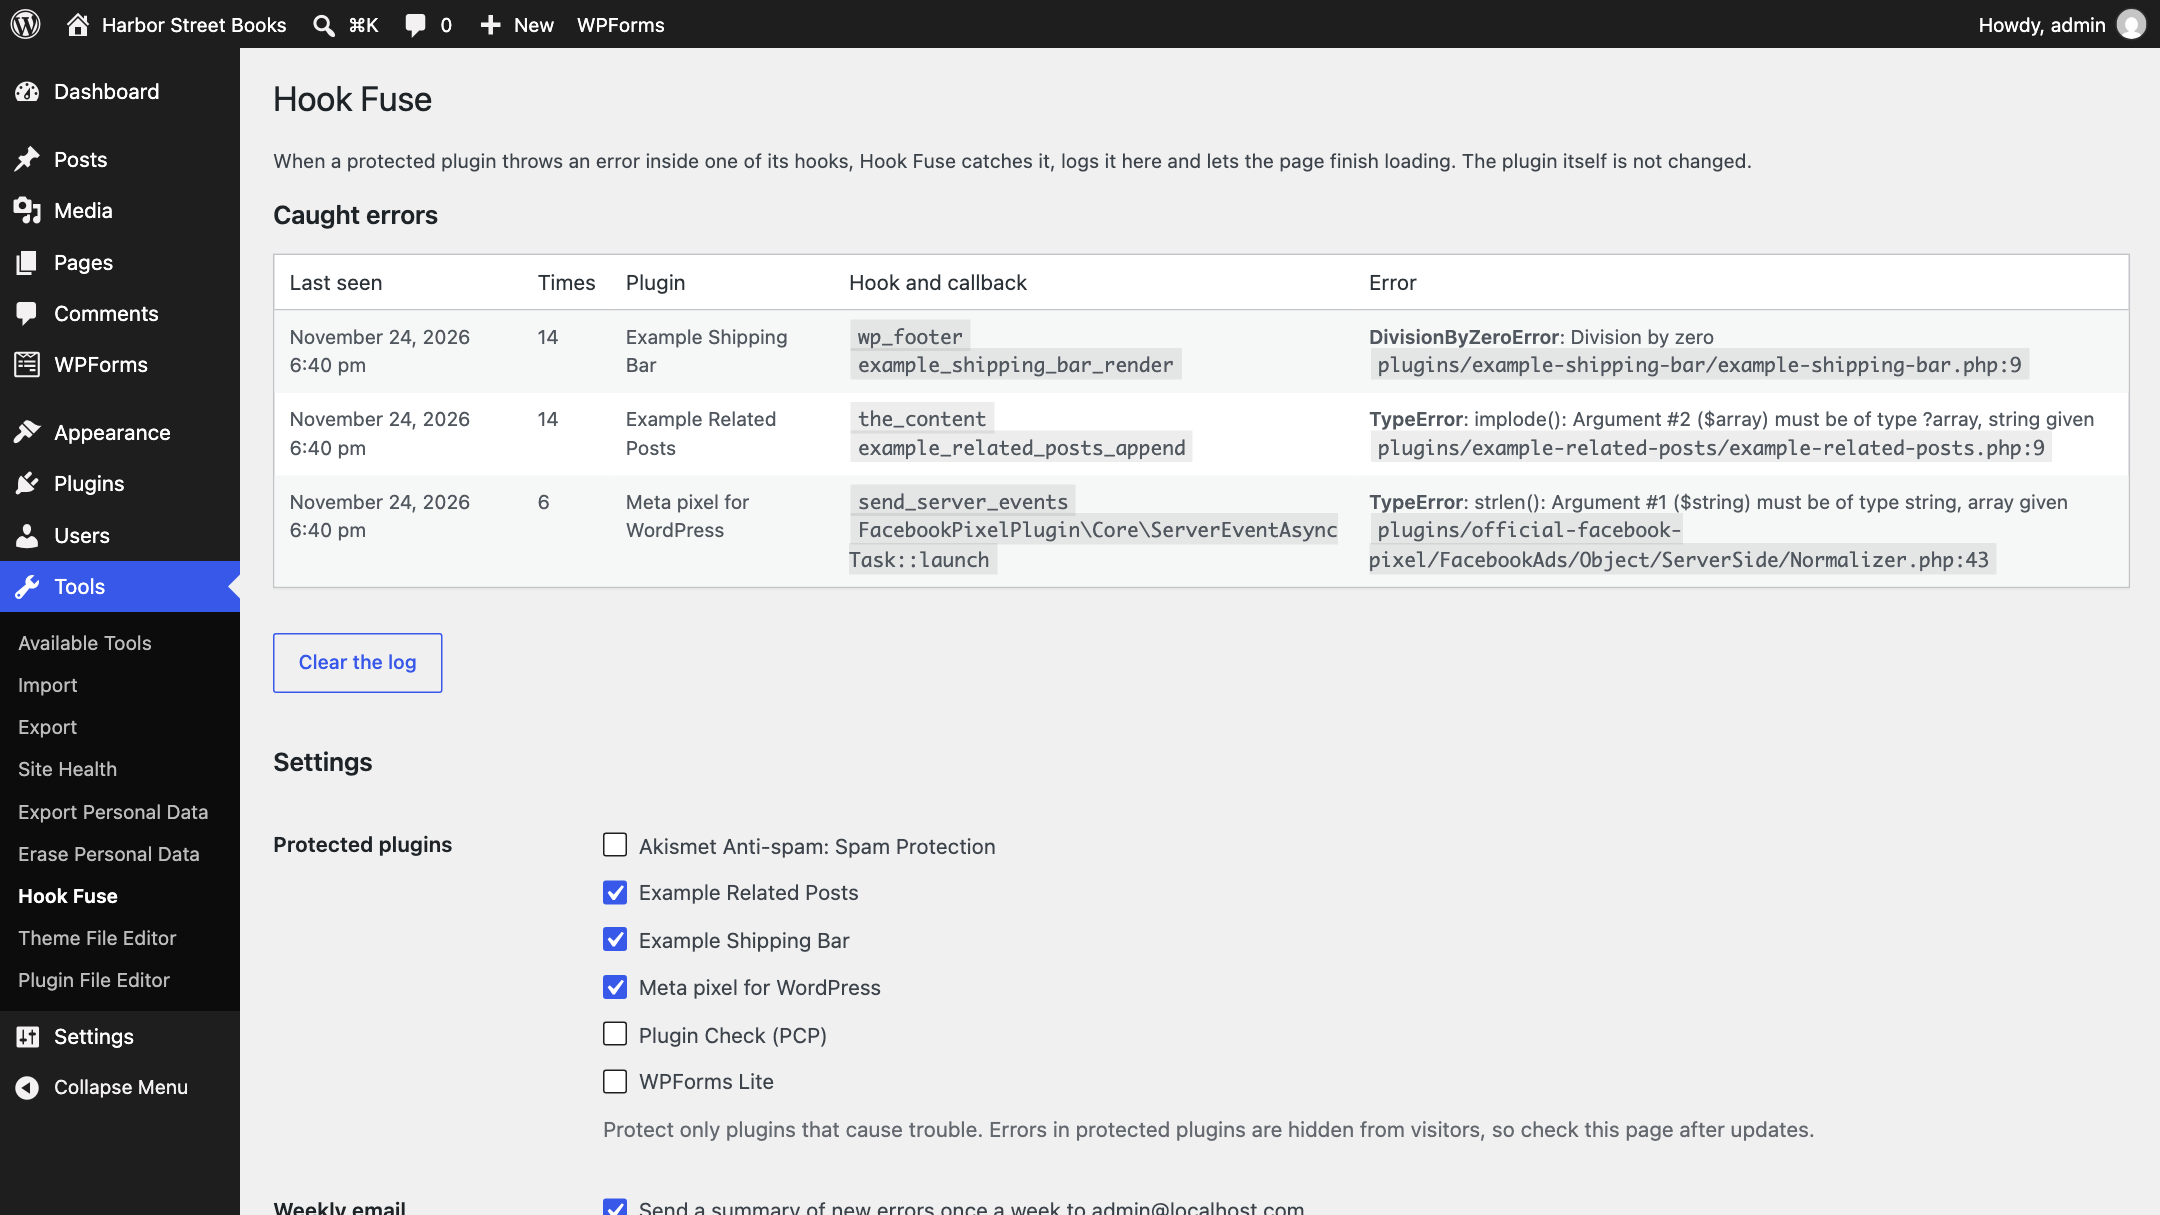 Harbor Street Books ⌘K 0 New WPForms Howdy, admin
Dashboard
Posts
Media
Pages
Comments
WPForms
Appearance
Plugins
Users
Tools
Available Tools
Import
Export
Site Health
Export Personal Data
Erase Personal Data
Hook Fuse
Theme File Editor
Plugin File Editor
Settings
Collapse Menu
Hook Fuse
When a protected plugin throws an error inside one of its hooks, Hook Fuse catches it, logs it here and lets the page finish loading. The plugin itself is not changed.
Caught errors
Last seen Times Plugin Hook and callback Error
November 24, 2026 14 Example Shipping wp_footer DivisionByZeroError: Division by zero
6:40 pm Bar example_shipping_bar_render plugins/example-shipping-bar/example-shipping-bar.php:9
November 24, 2026 14 Example Related the_content TypeError: implode(): Argument #2 ($array) must be of type ?array, string given
6:40 pm Posts example_related_posts_append plugins/example-related-posts/example-related-posts.php:9
November 24, 2026 6 Meta pixel for send_server_events TypeError: strlen(): Argument #1 ($string) must be of type string, array given
6:40 pm WordPress FacebookPixelPlugin\Core\ServerEventAsync plugins/official-facebook-
Task::launch pixel/FacebookAds/Object/ServerSide/Normalizer.php:43
Clear the log
Settings
Protected plugins
Akismet Anti-spam: Spam Protection
Example Related Posts
Example Shipping Bar
Meta pixel for WordPress
Plugin Check (PCP)
WPForms Lite
Protect only plugins that cause trouble. Errors in protected plugins are hidden from visitors, so check this page after updates.
Weekly email Send a summary of new errors once a week to admin@localhost.com